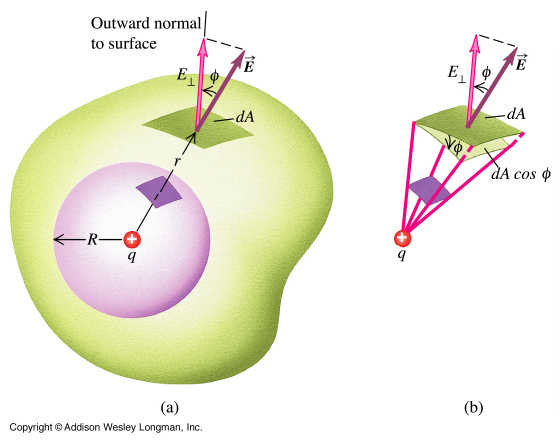 Outward normal
to surface
E⊥
ϕ
E⃗
dA
r
R
q
E⊥
ϕ
E⃗
dA
ϕ
dA cos ϕ
q
(a)
(b)
Copyright © Addison Wesley Longman, Inc.